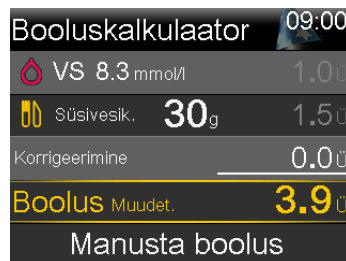 Booluskalkulaator 09:00
VS 8.3 mmol/l 1.0ü
Süsivesik. 30g 1.5ü
Korrigeerimine 0.0ü
Boolus Muudet. 3.9ü
Manusta boolus